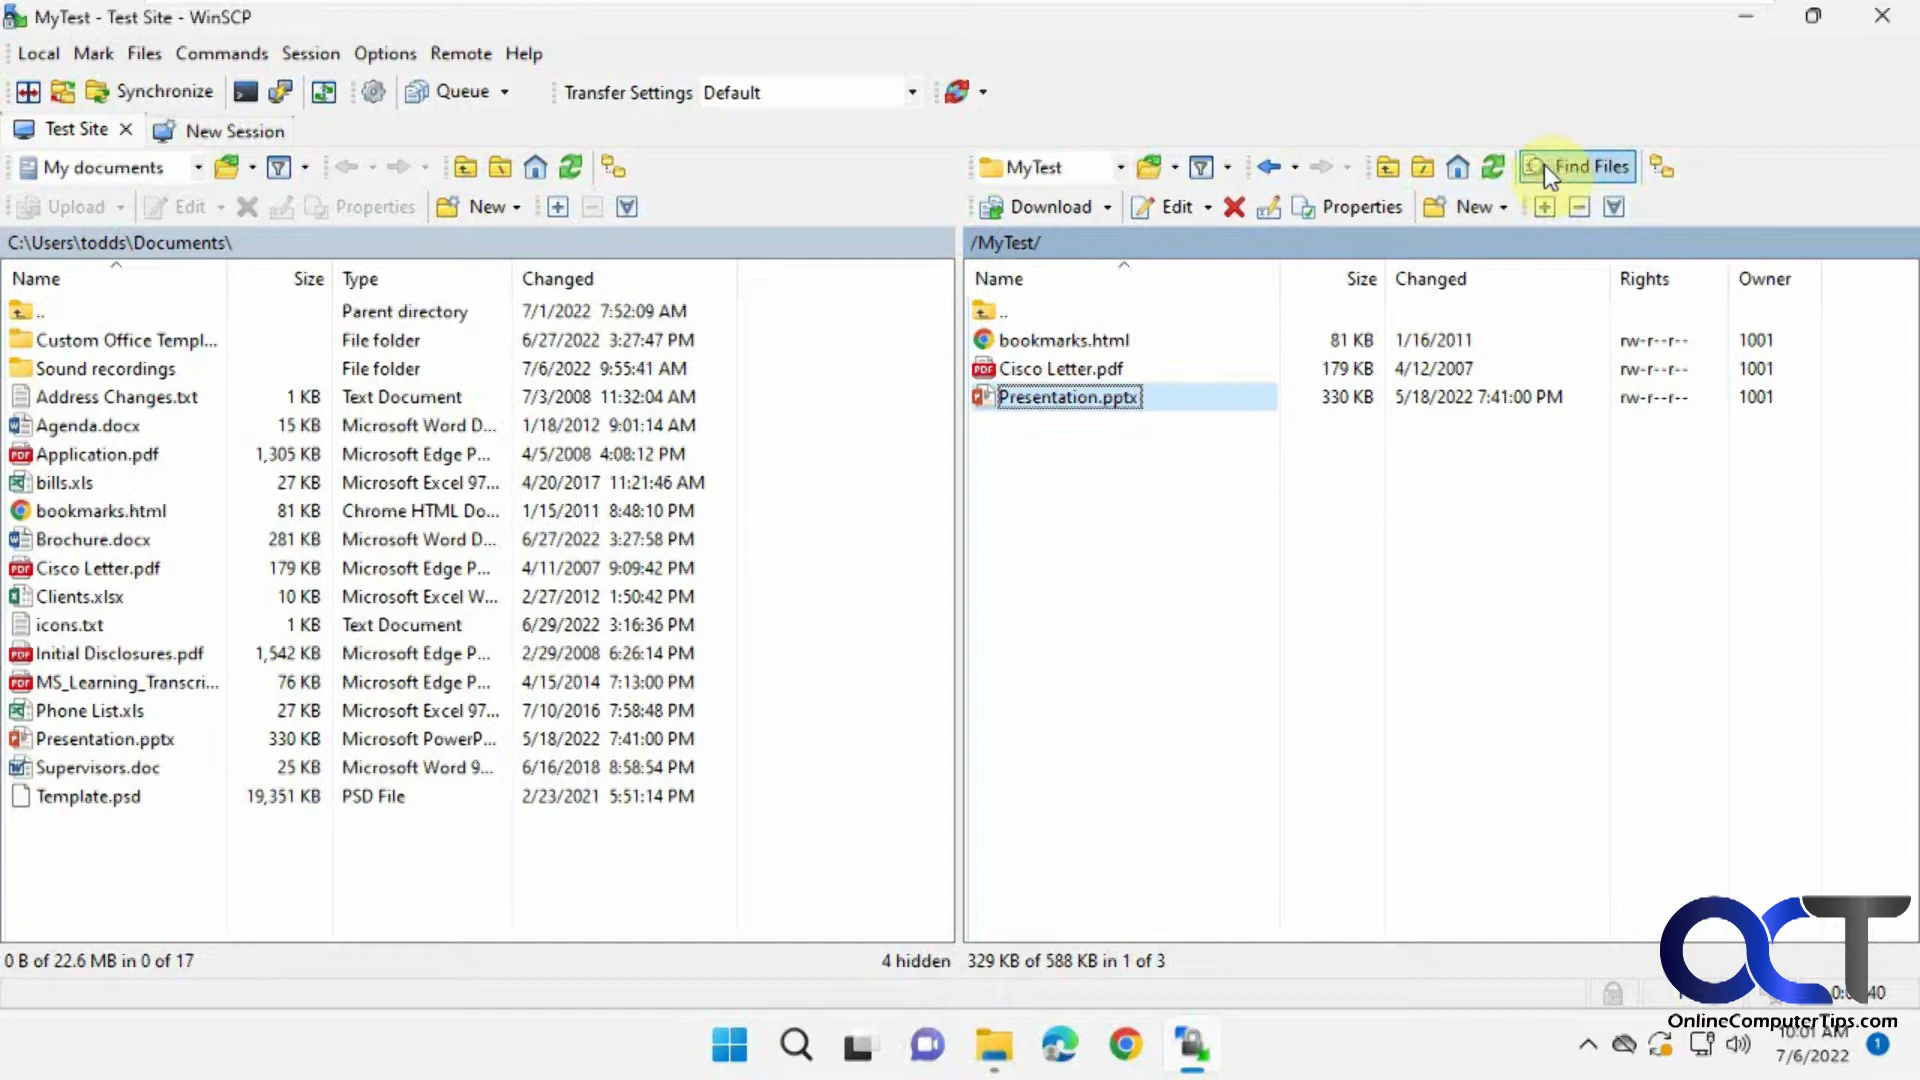 MyTest - Test Site - WinSCP
Local Mark Files Commands Session Options Remote Help
Synchronize Queue Transfer Settings Default
Test Site New Session
My documents MyTest Find Files
Upload Edit Properties New Download Edit Properties New
C:\Users\todds\Documents\ /MyTest/
Name Size Type Changed Name Size Changed Rights Owner
.. Parent directory 7/1/2022 7:52:09 AM ..
Custom Office Templ... File folder 6/27/2022 3:27:47 PM bookmarks.html 81 KB 1/16/2011 rw-r--r-- 1001
Sound recordings File folder 7/6/2022 9:55:41 AM Cisco Letter.pdf 179 KB 4/12/2007 rw-r--r-- 1001
Address Changes.txt 1 KB Text Document 7/3/2008 11:32:04 AM Presentation.pptx 330 KB 5/18/2022 7:41:00 PM rw-r--r-- 1001
Agenda.docx 15 KB Microsoft Word D... 1/18/2012 9:01:14 AM
Application.pdf 1,305 KB Microsoft Edge P... 4/5/2008 4:08:12 PM
bills.xls 27 KB Microsoft Excel 97... 4/20/2017 11:21:46 AM
bookmarks.html 81 KB Chrome HTML Do... 1/15/2011 8:48:10 PM
Brochure.docx 281 KB Microsoft Word D... 6/27/2022 3:27:58 PM
Cisco Letter.pdf 179 KB Microsoft Edge P... 4/11/2007 9:09:42 PM
Clients.xlsx 10 KB Microsoft Excel W... 2/27/2012 1:50:42 PM
icons.txt 1 KB Text Document 6/29/2022 3:16:36 PM
Initial Disclosures.pdf 1,542 KB Microsoft Edge P... 2/29/2008 6:26:14 PM
MS_Learning_Transcri... 76 KB Microsoft Edge P... 4/15/2014 7:13:00 PM
Phone List.xls 27 KB Microsoft Excel 97... 7/10/2016 7:58:48 PM
Presentation.pptx 330 KB Microsoft PowerP... 5/18/2022 7:41:00 PM
Supervisors.doc 25 KB Microsoft Word 9... 6/16/2018 8:58:54 PM
Template.psd 19,351 KB PSD File 2/23/2021 5:51:14 PM
0 B of 22.6 MB in 0 of 17 4 hidden 329 KB of 588 KB in 1 of 3
OCT
OnlineComputerTips.com
10:01 AM
7/6/2022 1